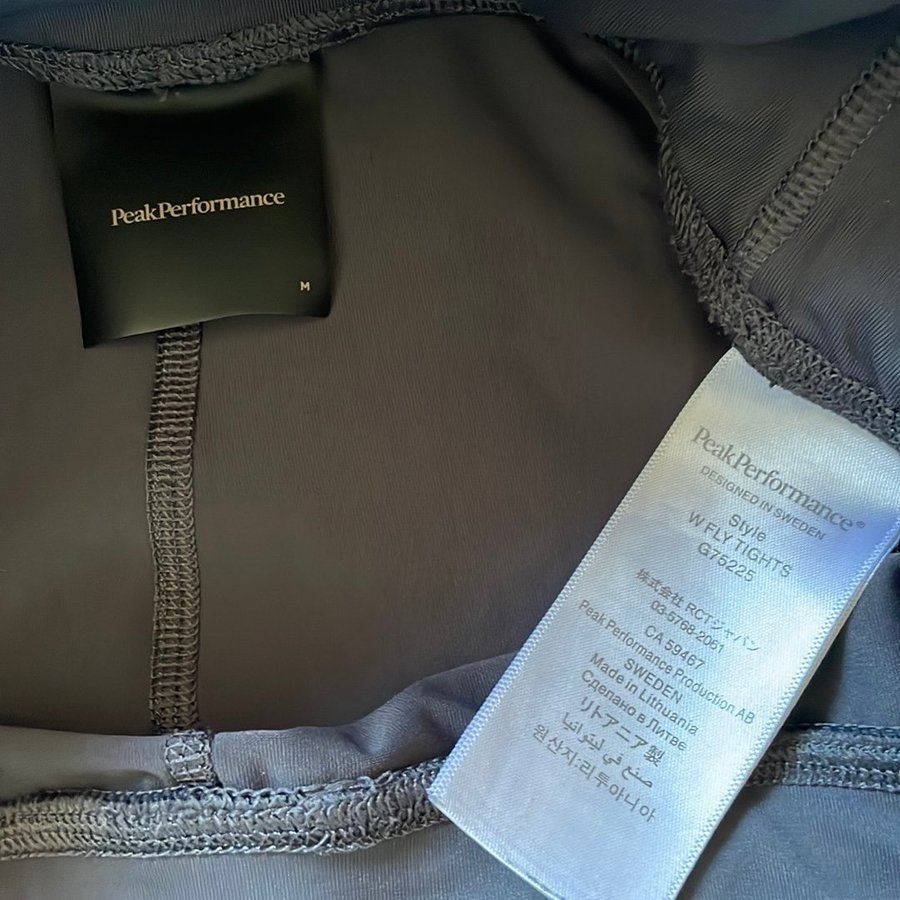 PeakPerformance
M
PeakPerformance®
DESIGNED IN SWEDEN
Style
W FLY TIGHTS
G75225
株式会社 RCTジャパン
03-5768-2061
CA 59467
Peak Performance Production AB
SWEDEN
Made in Lithuania
Сделано в Литве
リトアニア製
صنع في ليتوانيا
원산지:리투아니아